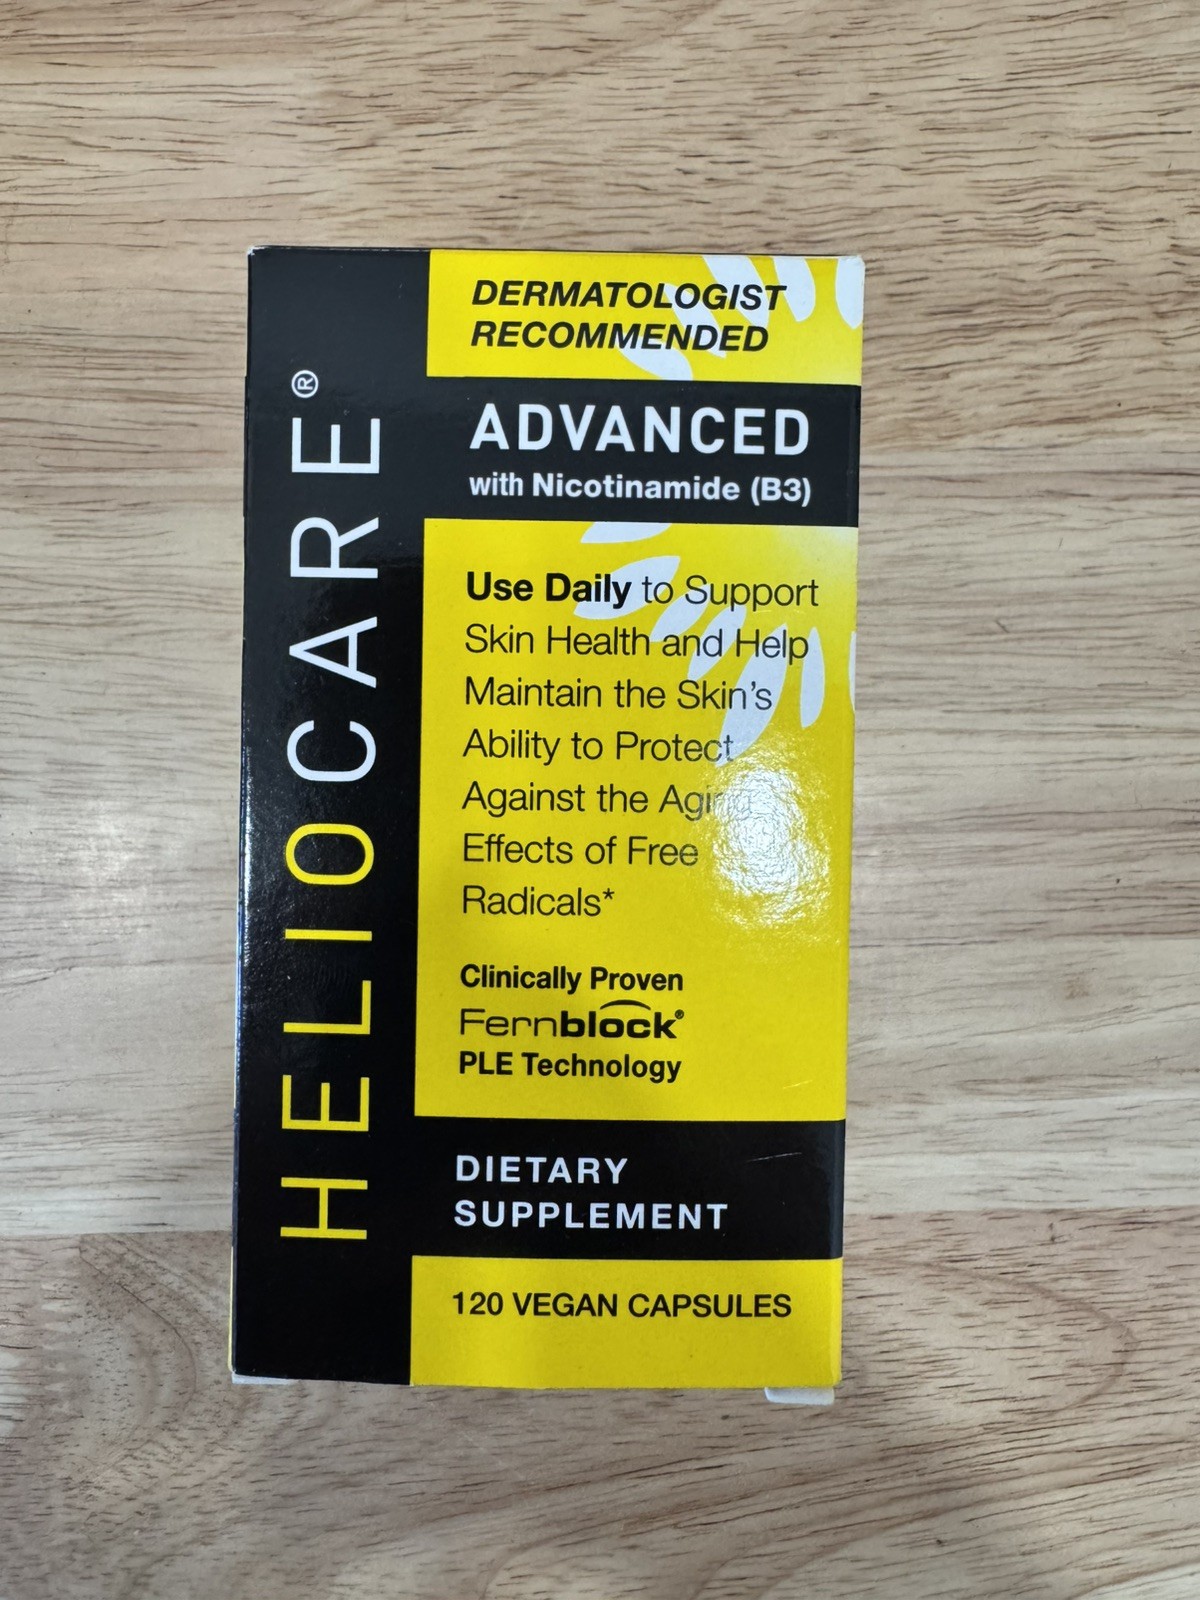 HELIOCARE®
DERMATOLOGIST
RECOMMENDED
ADVANCED
with Nicotinamide (B3)
Use Daily to Support
Skin Health and Help
Maintain the Skin's
Ability to Protect
Against the Aging
Effects of Free
Radicals*
Clinically Proven
Fernblock®
PLE Technology
DIETARY
SUPPLEMENT
120 VEGAN CAPSULES